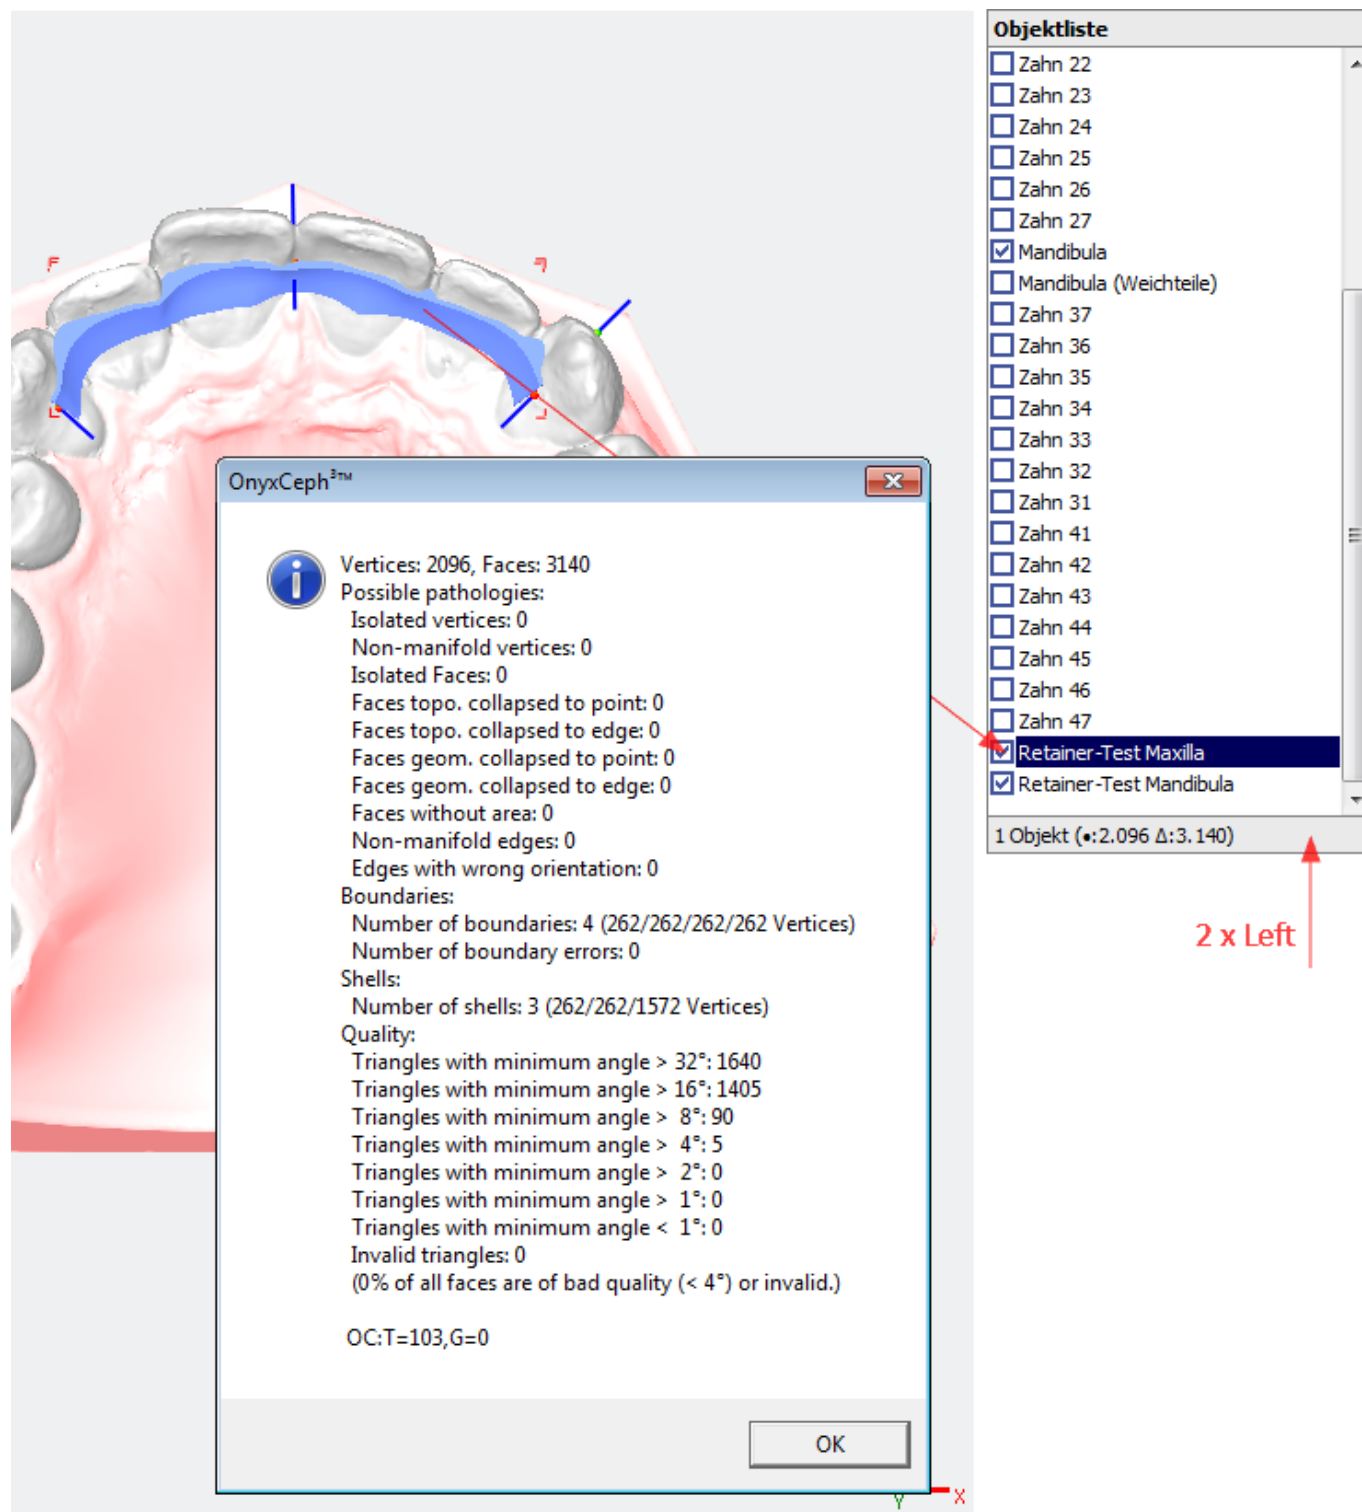 Objektliste
Zahn 22
Zahn 23
Zahn 24
Zahn 25
Zahn 26
Zahn 27
Mandibula
Mandibula (Weichteile)
Zahn 37
Zahn 36
Zahn 35
Zahn 34
Zahn 33
Zahn 32
Zahn 31
Zahn 41
Zahn 42
Zahn 43
Zahn 44
Zahn 45
Zahn 46
Zahn 47
Retainer-Test Maxilla
Retainer-Test Mandibula
1 Objekt (•:2.096 Δ:3.140)
2 x Left
OnyxCeph³™
Vertices: 2096, Faces: 3140
Possible pathologies:
Isolated vertices: 0
Non-manifold vertices: 0
Isolated Faces: 0
Faces topo. collapsed to point: 0
Faces topo. collapsed to edge: 0
Faces geom. collapsed to point: 0
Faces geom. collapsed to edge: 0
Faces without area: 0
Non-manifold edges: 0
Edges with wrong orientation: 0
Boundaries:
Number of boundaries: 4 (262/262/262/262 Vertices)
Number of boundary errors: 0
Shells:
Number of shells: 3 (262/262/1572 Vertices)
Quality:
Triangles with minimum angle > 32°: 1640
Triangles with minimum angle > 16°: 1405
Triangles with minimum angle > 8°: 90
Triangles with minimum angle > 4°: 5
Triangles with minimum angle > 2°: 0
Triangles with minimum angle > 1°: 0
Triangles with minimum angle < 1°: 0
Invalid triangles: 0
(0% of all faces are of bad quality (< 4°) or invalid.)
OC:T=103,G=0
OK
Y
X